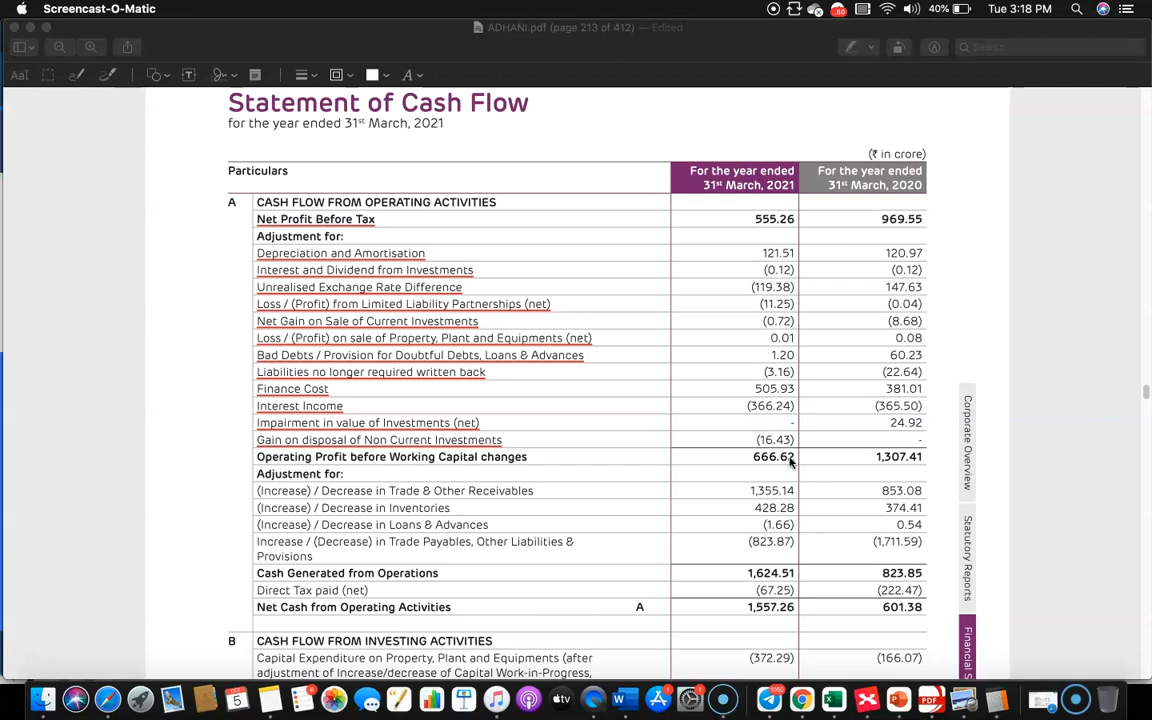 Screencast-O-Matic
40%
Tue 3:18 PM
ADHANI.pdf (page 213 of 412) — Edited
Search
Statement of Cash Flow
for the year ended 31st March, 2021
(₹ in crore)
Particulars For the year ended 31st March, 2021 For the year ended 31st March, 2020
A CASH FLOW FROM OPERATING ACTIVITIES
Net Profit Before Tax 555.26 969.55
Adjustment for:
Depreciation and Amortisation 121.51 120.97
Interest and Dividend from Investments (0.12) (0.12)
Unrealised Exchange Rate Difference (119.38) 147.63
Loss / (Profit) from Limited Liability Partnerships (net) (11.25) (0.04)
Net Gain on Sale of Current Investments (0.72) (8.68)
Loss / (Profit) on sale of Property, Plant and Equipments (net) 0.01 0.08
Bad Debts / Provision for Doubtful Debts, Loans & Advances 1.20 60.23
Liabilities no longer required written back (3.16) (22.64)
Finance Cost 505.93 381.01
Interest Income (366.24) (365.50)
Impairment in value of Investments (net) - 24.92
Gain on disposal of Non Current Investments (16.43) -
Operating Profit before Working Capital changes 666.62 1,307.41
Adjustment for:
(Increase) / Decrease in Trade & Other Receivables 1,355.14 853.08
(Increase) / Decrease in Inventories 428.28 374.41
(Increase) / Decrease in Loans & Advances (1.66) 0.54
Increase / (Decrease) in Trade Payables, Other Liabilities & (823.87) (1,711.59)
Provisions
Cash Generated from Operations 1,624.51 823.85
Direct Tax paid (net) (67.25) (222.47)
Net Cash from Operating Activities A 1,557.26 601.38
B CASH FLOW FROM INVESTING ACTIVITIES
Capital Expenditure on Property, Plant and Equipments (after (372.29) (166.07)
adjustment of Increase/decrease of Capital Work-in-Progress,
Corporate Overview
Statutory Reports
Financial S